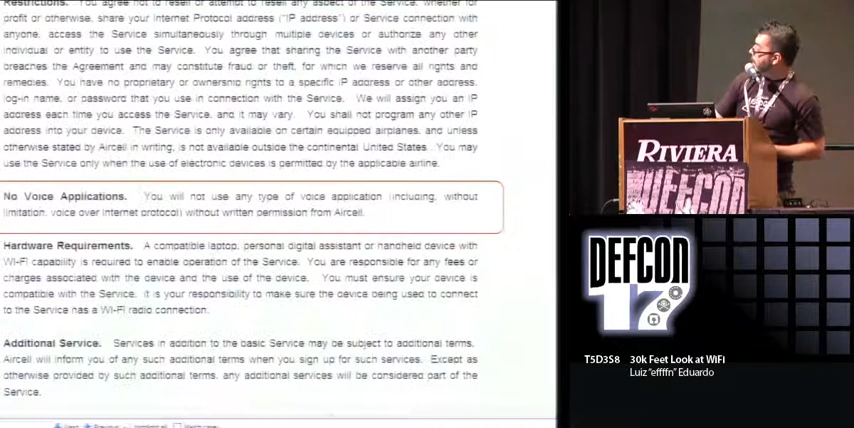 Restrictions. You agree not to resell or attempt to resell any aspect of the Service, whether for
profit or otherwise, share your Internet Protocol address ("IP address") or Service connection with
anyone, access the Service simultaneously through multiple devices or authorize any other
individual or entity to use the Service. You agree that sharing the Service with another party
breaches the Agreement and may constitute fraud or theft, for which we reserve all rights and
remedies. You have no proprietary or ownership rights to a specific IP address or other address,
log-in name, or password that you use in connection with the Service. We will assign you an IP
address each time you access the Service, and it may vary. You shall not program any other IP
address into your device. The Service is only available on certain equipped airplanes, and unless
otherwise stated by Aircell in writing, is not available outside the continental United States. You may
use the Service only when the use of electronic devices is permitted by the applicable airline.
No Voice Applications. You will not use any type of voice application (including, without
limitation, voice over internet protocol) without written permission from Aircell.
Hardware Requirements. A compatible laptop, personal digital assistant or handheld device with
Wi-Fi capability is required to enable operation of the Service. You are responsible for any fees or
charges associated with the device and the use of the device. You must ensure your device is
compatible with the Service. It is your responsibility to make sure the device being used to connect
to the Service has a Wi-Fi radio connection.
Additional Service. Services in addition to the basic Service may be subject to additional terms.
Aircell will inform you of any such additional terms when you sign up for such services. Except as
otherwise provided by such additional terms, any additional services will be considered part of the
Service.
RIVIERA
DEFCON
DEFCON
17
T5D3S8 30k Feet Look at WiFi
Luiz "effffn" Eduardo